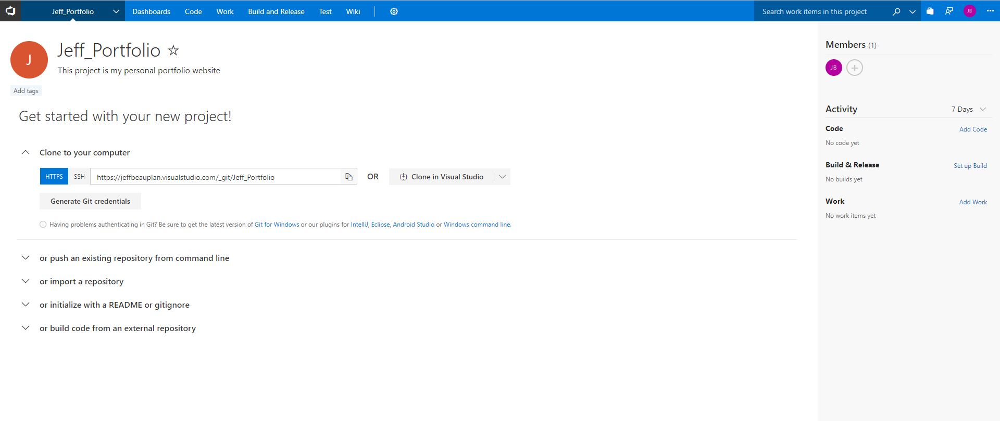 Jeff_Portfolio Dashboards Code Work Build and Release Test Wiki Search work items in this project JB
J
Jeff_Portfolio
This project is my personal portfolio website
Add tags
Get started with your new project!
Clone to your computer
HTTPS SSH https://jeffbeauplan.visualstudio.com/_git/Jeff_Portfolio OR Clone in Visual Studio
Generate Git credentials
Having problems authenticating in Git? Be sure to get the latest version of Git for Windows or our plugins for IntelliJ, Eclipse, Android Studio or Windows command line.
or push an existing repository from command line
or import a repository
or initialize with a README or gitignore
or build code from an external repository
Members (1)
JB
Activity 7 Days
Code Add Code
No code yet
Build & Release Set up Build
No builds yet
Work Add Work
No work items yet